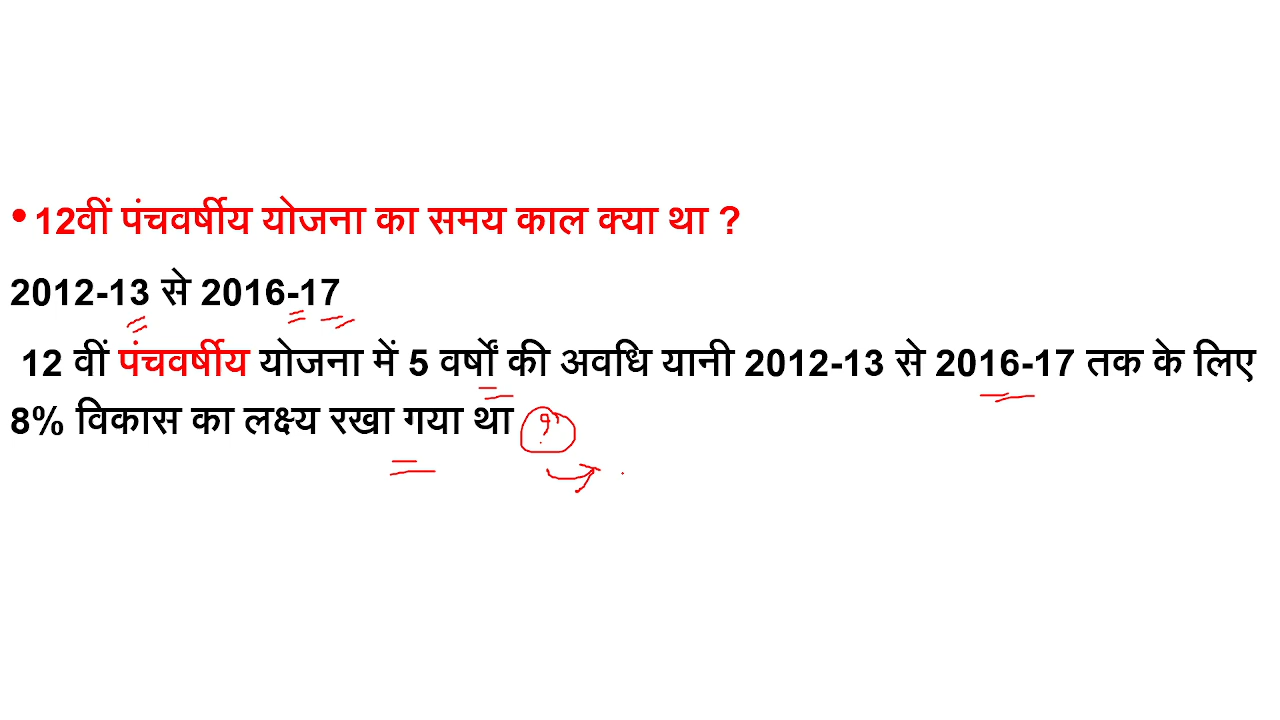 • 12वीं पंचवर्षीय योजना का समय काल क्या था ?
2012-13 से 2016-17
12 वीं पंचवर्षीय योजना में 5 वर्षों की अवधि यानी 2012-13 से 2016-17 तक के लिए
8% विकास का लक्ष्य रखा गया था